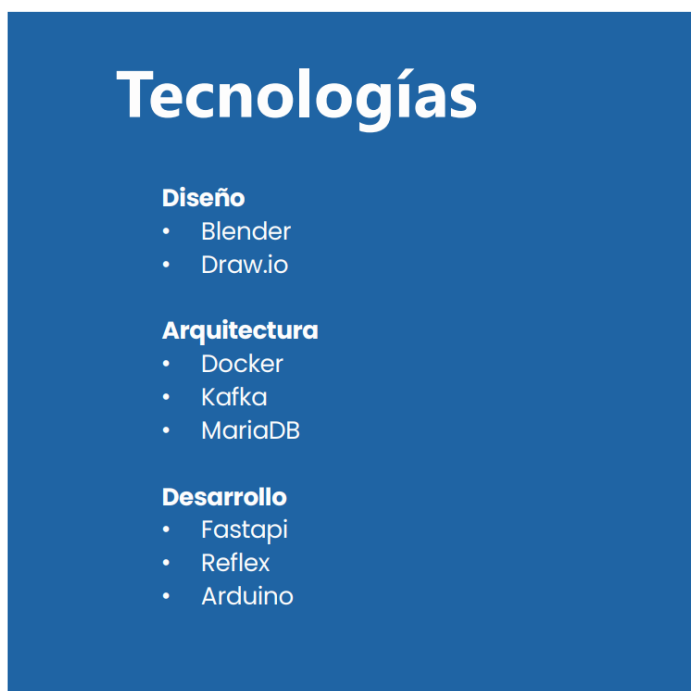 Tecnologías
Diseño
• Blender
• Draw.io
Arquitectura
• Docker
• Kafka
• MariaDB
Desarrollo
• Fastapi
• Reflex
• Arduino